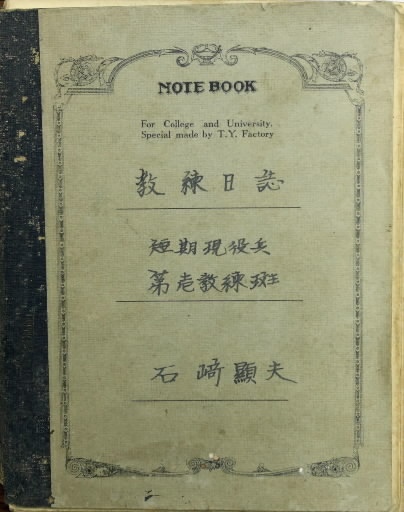 NOTE BOOK
For College and University.
Special made by T.Y. Factory
教練日誌
短期現役兵
第壱教練班
石﨑顯夫